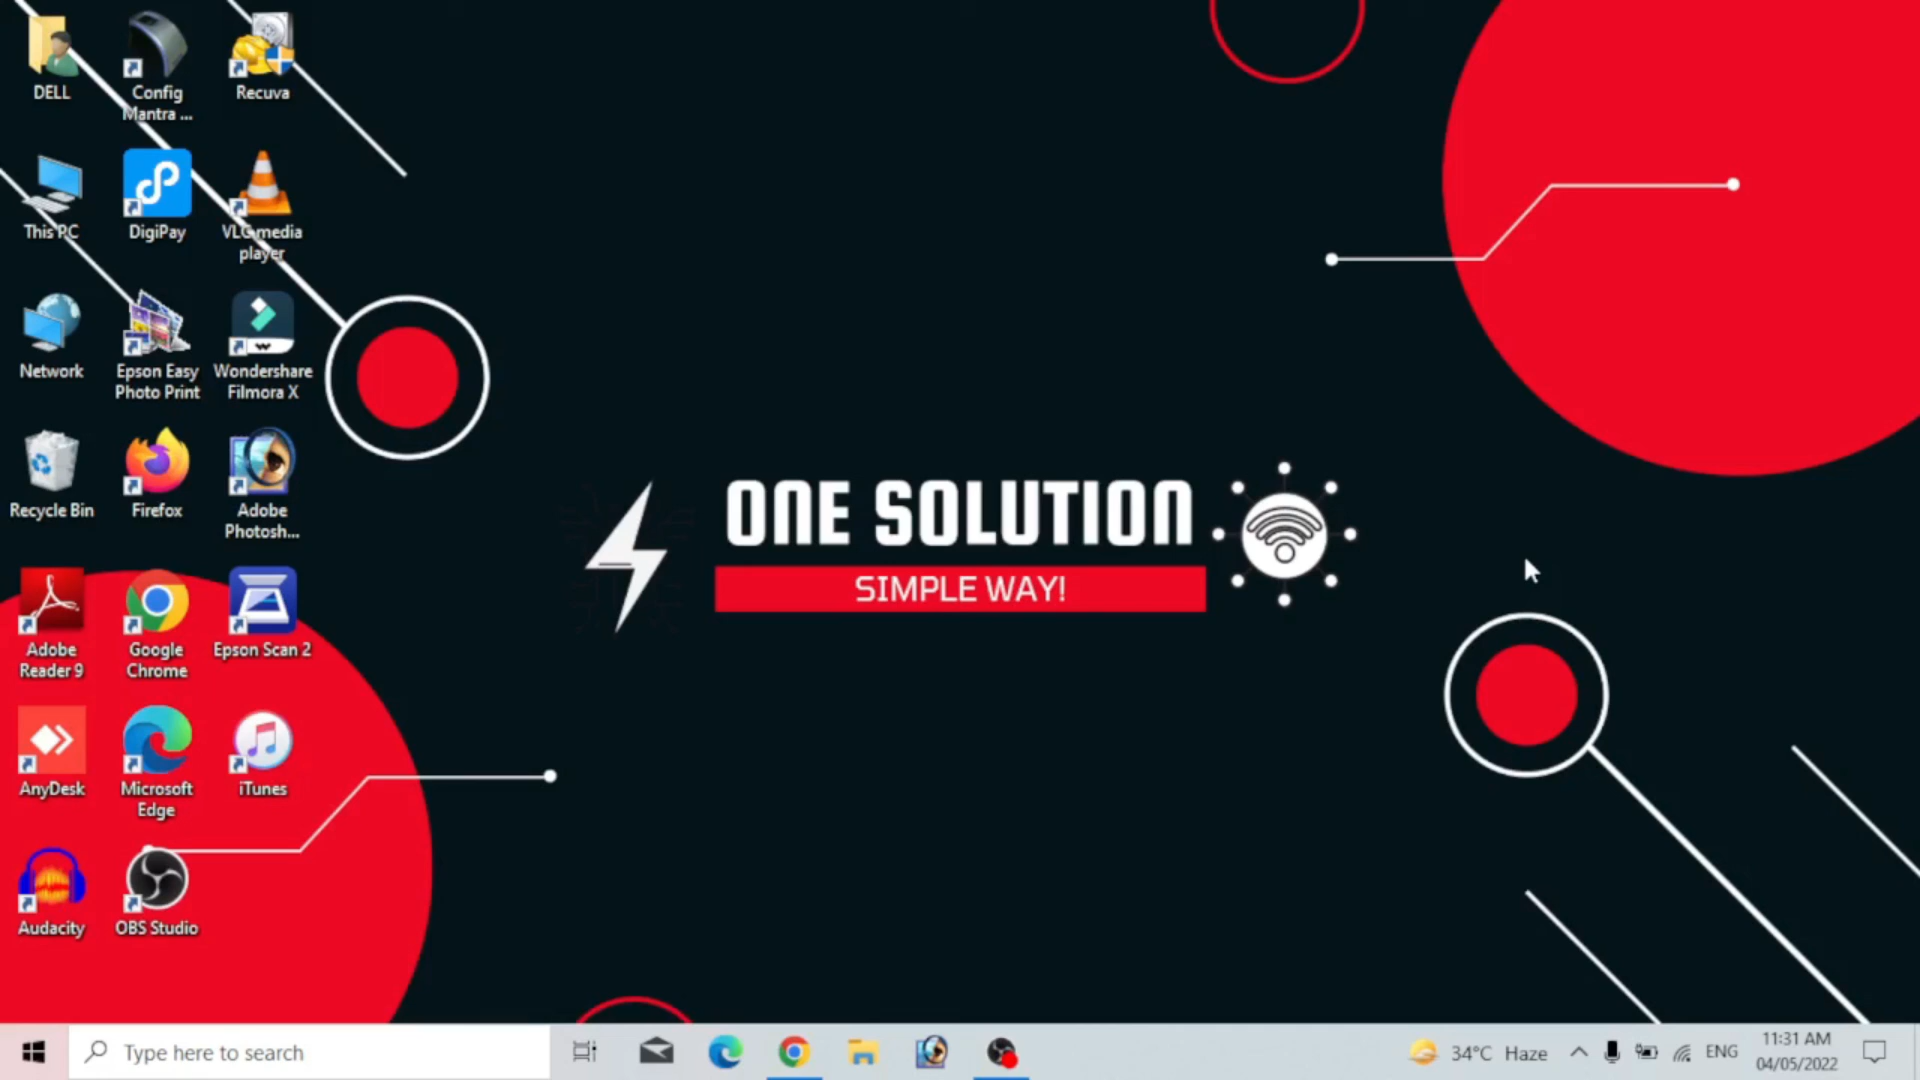 DELL
Config
Mantra ...
Recuva
This PC
DigiPay
VLC media
player
Network
Epson Easy
Photo Print
Wondershare
Filmora X
Recycle Bin
Firefox
Adobe
Photosh...
ONE SOLUTION
SIMPLE WAY!
Adobe
Reader 9
Google
Chrome
Epson Scan 2
AnyDesk
Microsoft
Edge
iTunes
Audacity
OBS Studio
Type here to search
34°C Haze
ENG
11:31 AM
04/05/2022